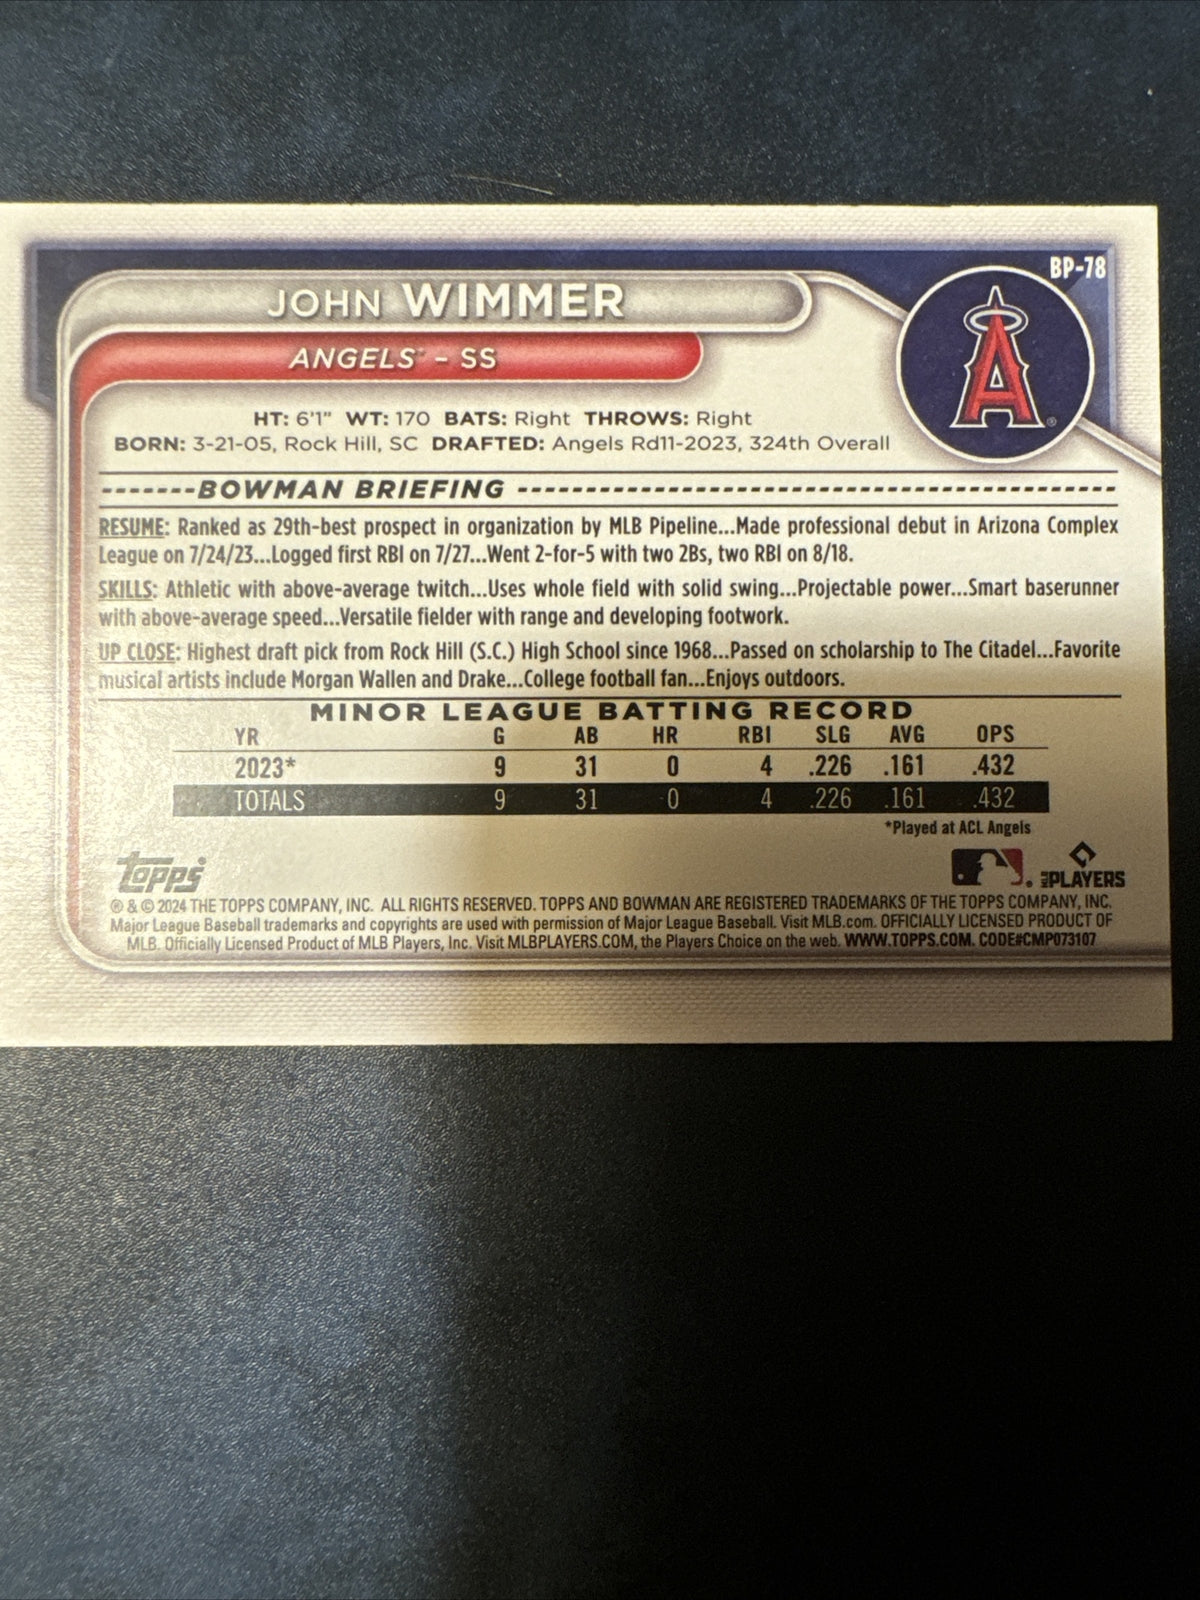 BP-78
JOHN WIMMER
ANGELS - SS
HT: 6'1" WT: 170 BATS: Right THROWS: Right
BORN: 3-21-05, Rock Hill, SC DRAFTED: Angels Rd11-2023, 324th Overall
A
-------BOWMAN BRIEFING ----------------------------------------
RESUME: Ranked as 29th-best prospect in organization by MLB Pipeline...Made professional debut in Arizona Complex
League on 7/24/23...Logged first RBI on 7/27...Went 2-for-5 with two 2Bs, two RBI on 8/18.
SKILLS: Athletic with above-average twitch...Uses whole field with solid swing...Projectable power...Smart baserunner
with above-average speed...Versatile fielder with range and developing footwork.
UP CLOSE: Highest draft pick from Rock Hill (S.C.) High School since 1968...Passed on scholarship to The Citadel...Favorite
musical artists include Morgan Wallen and Drake...College football fan...Enjoys outdoors.
MINOR LEAGUE BATTING RECORD
YR G AB HR RBI SLG AVG OPS
2023* 9 31 0 4 .226 .161 .432
TOTALS 9 31 0 4 .226 .161 .432
*Played at ACL Angels
topps
MLB PLAYERS
® & © 2024 THE TOPPS COMPANY, INC. ALL RIGHTS RESERVED. TOPPS AND BOWMAN ARE REGISTERED TRADEMARKS OF THE TOPPS COMPANY, INC.
Major League Baseball trademarks and copyrights are used with permission of Major League Baseball. Visit MLB.com. OFFICIALLY LICENSED PRODUCT OF
MLB. Officially Licensed Product of MLB Players, Inc. Visit MLBPLAYERS.COM, the Players Choice on the web. WWW.TOPPS.COM. CODE#CMP073107